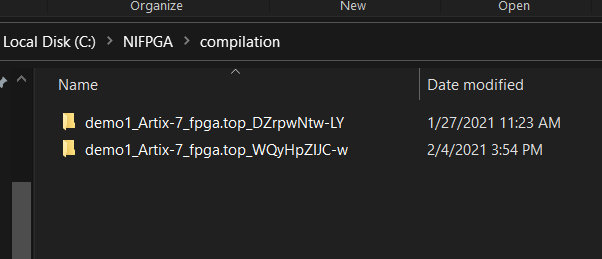 Organize New Open
Local Disk (C:) > NIFPGA > compilation
Name Date modified
demo1_Artix-7_fpga.top_DZrpwNtw-LY 1/27/2021 11:23 AM
demo1_Artix-7_fpga.top_WQyHpZIJC-w 2/4/2021 3:54 PM